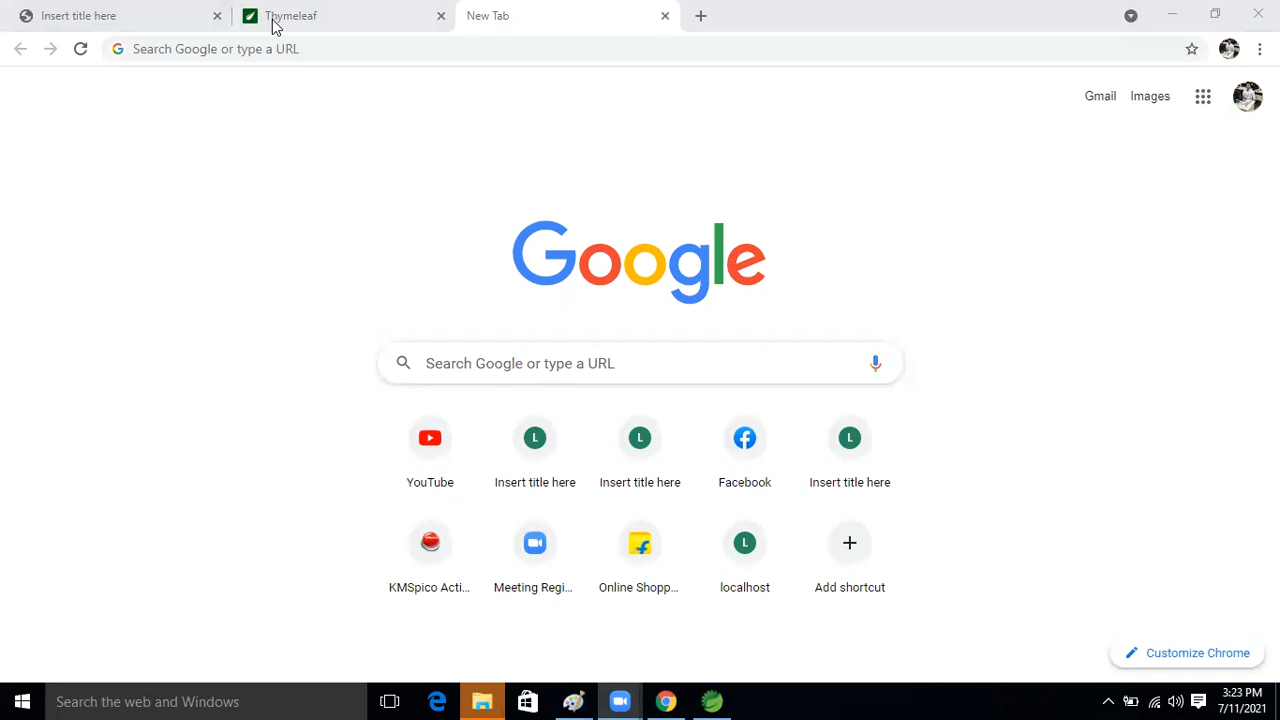 Insert title here
Thymeleaf
New Tab
Search Google or type a URL
Gmail
Images
Google
Search Google or type a URL
YouTube
L
Insert title here
L
Insert title here
Facebook
L
Insert title here
KMSpico Acti...
Meeting Regi...
Online Shopp...
L
localhost
Add shortcut
Customize Chrome
Search the web and Windows
3:23 PM
7/11/2021